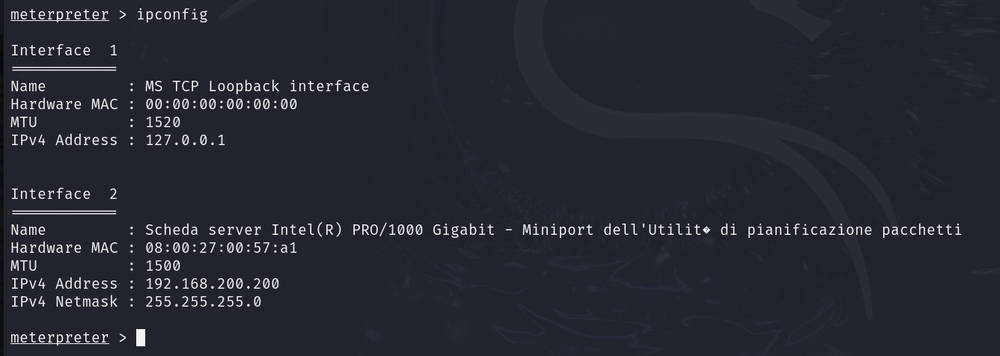 meterpreter > ipconfig
Interface  1
============
Name         : MS TCP Loopback interface
Hardware MAC : 00:00:00:00:00:00
MTU          : 1520
IPv4 Address : 127.0.0.1
Interface  2
============
Name         : Scheda server Intel(R) PRO/1000 Gigabit - Miniport dell'Utilit� di pianificazione pacchetti
Hardware MAC : 08:00:27:00:57:a1
MTU          : 1500
IPv4 Address : 192.168.200.200
IPv4 Netmask : 255.255.255.0
meterpreter >